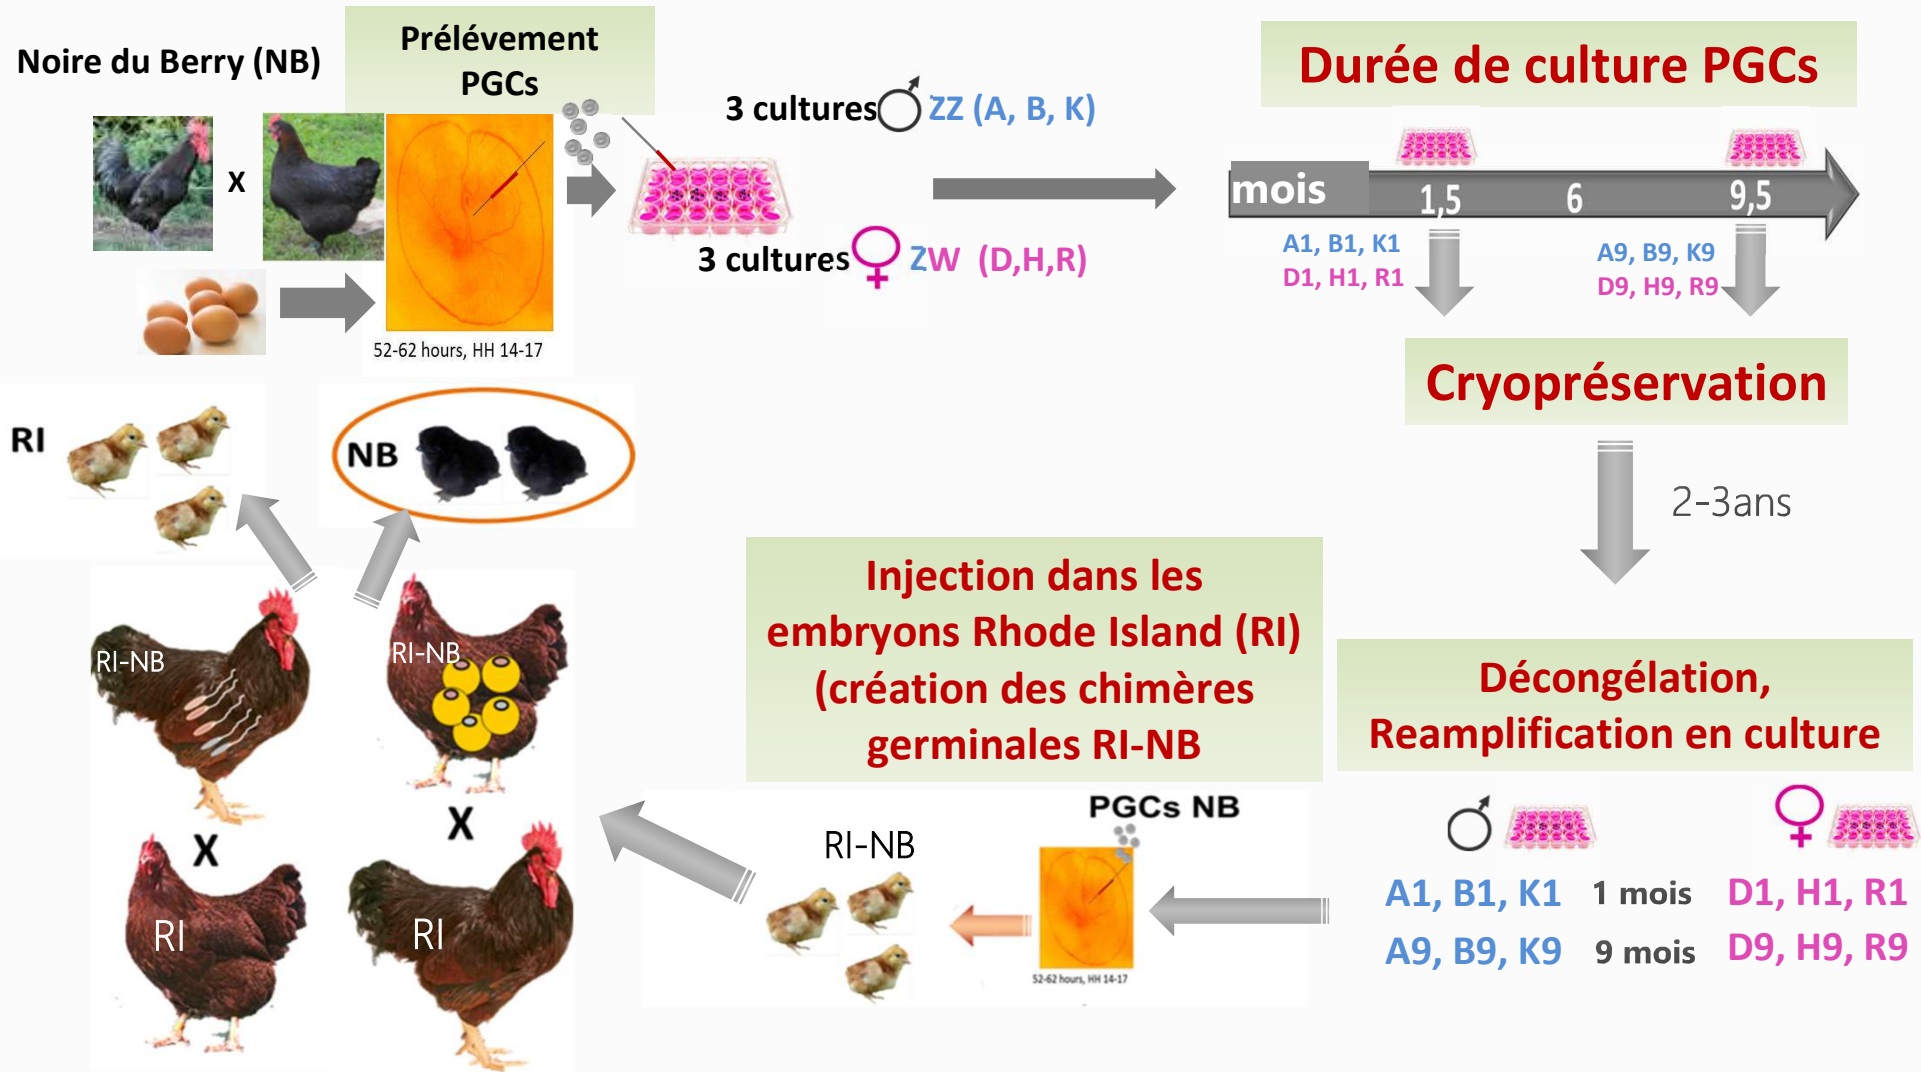 Noire du Berry (NB)
X
Prélévement
PGCs
52-62 hours, HH 14-17
3 cultures ZZ (A, B, K)
3 cultures ZW (D,H,R)
Durée de culture PGCs
mois 1,5 6 9,5
A1, B1, K1
D1, H1, R1
A9, B9, K9
D9, H9, R9
Cryopréservation
2-3ans
Décongélation,
Reamplification en culture
A1, B1, K1 1 mois D1, H1, R1
A9, B9, K9 9 mois D9, H9, R9
Injection dans les
embryons Rhode Island (RI)
(création des chimères
germinales RI-NB
PGCs NB
RI-NB
52-62 hours, HH 14-17
RI-NB
RI-NB
X
X
RI
RI
RI
NB